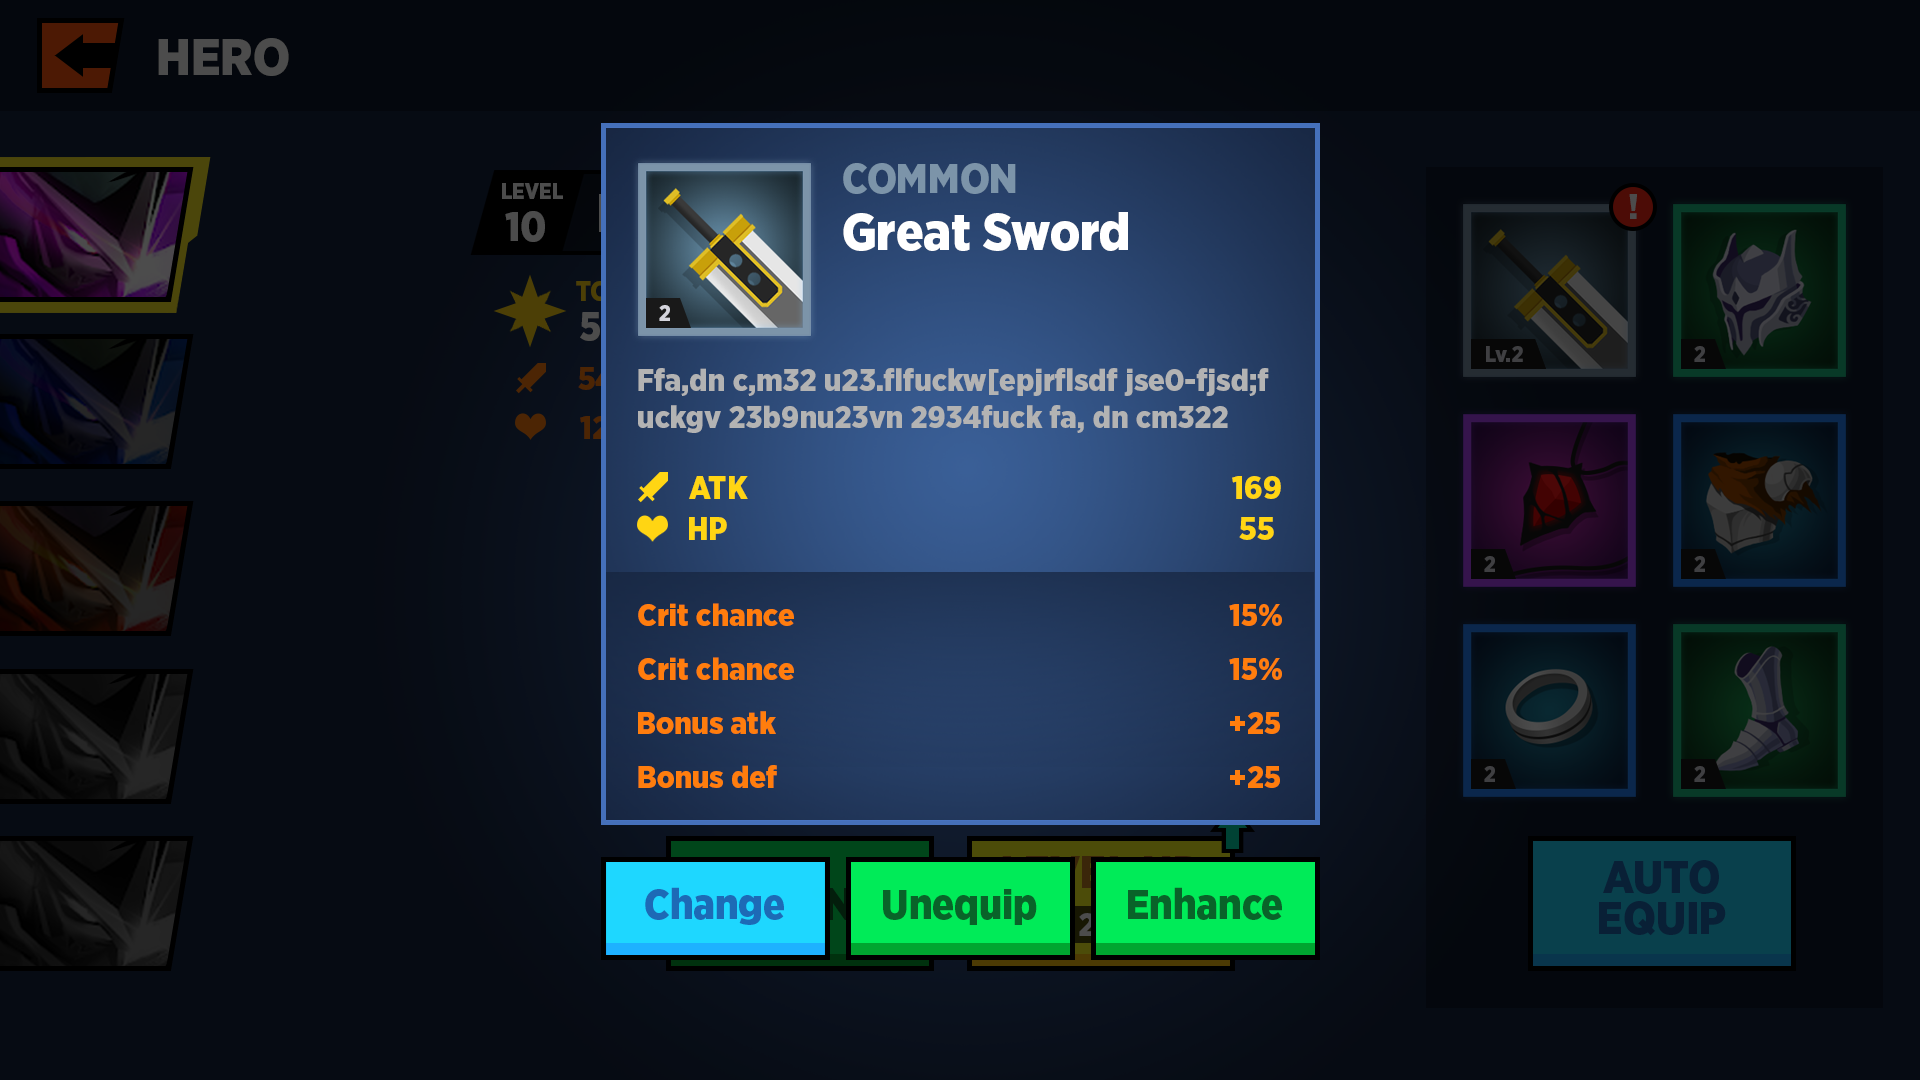 HERO
LEVEL
10
COMMON
Great Sword
2
Ffa,dn c,m32 u23.flfuckw[epjrflsdf jse0-fjsd;f
uckgv 23b9nu23vn 2934fuck fa, dn cm322
ATK 169
HP 55
Crit chance 15%
Crit chance 15%
Bonus atk +25
Bonus def +25
Change
Unequip
Enhance
!
Lv.2
2
2
2
2
2
AUTO
EQUIP